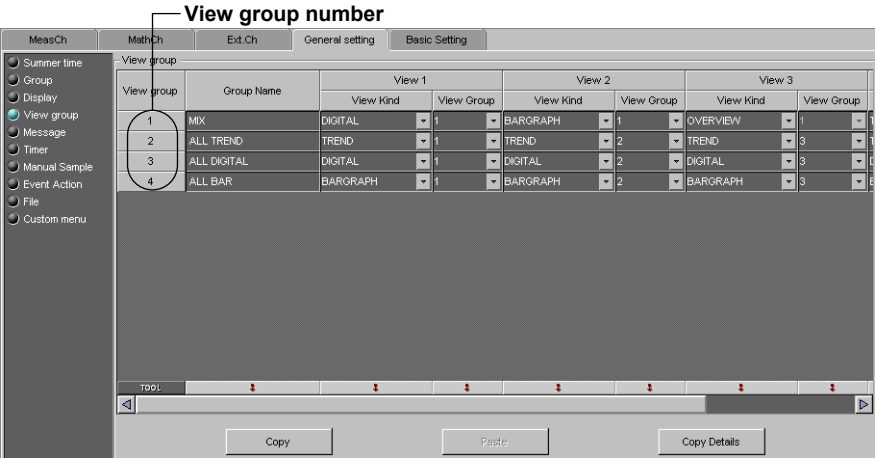 View group number
MeasCh MathCh Ext.Ch General setting Basic Setting
Summer time
Group
Display
View group
Message
Timer
Manual Sample
Event Action
File
Custom menu
View group
View group Group Name View 1 View 2 View 3
View Kind View Group View Kind View Group View Kind View Group
1 MIX DIGITAL 1 BARGRAPH 1 OVERVIEW 1
2 ALL TREND TREND 1 TREND 2 TREND 3
3 ALL DIGITAL DIGITAL 1 DIGITAL 2 DIGITAL 3
4 ALL BAR BARGRAPH 1 BARGRAPH 2 BARGRAPH 3
TOOL
Copy Paste Copy Details